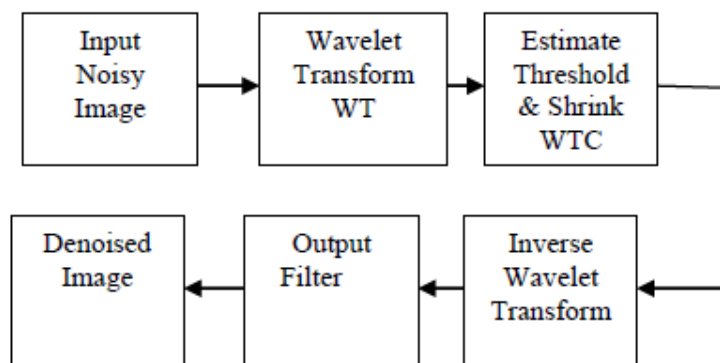 Input
Noisy
Image
Wavelet
Transform
WT
Estimate
Threshold
& Shrink
WTC
Denoised
Image
Output
Filter
Inverse
Wavelet
Transform